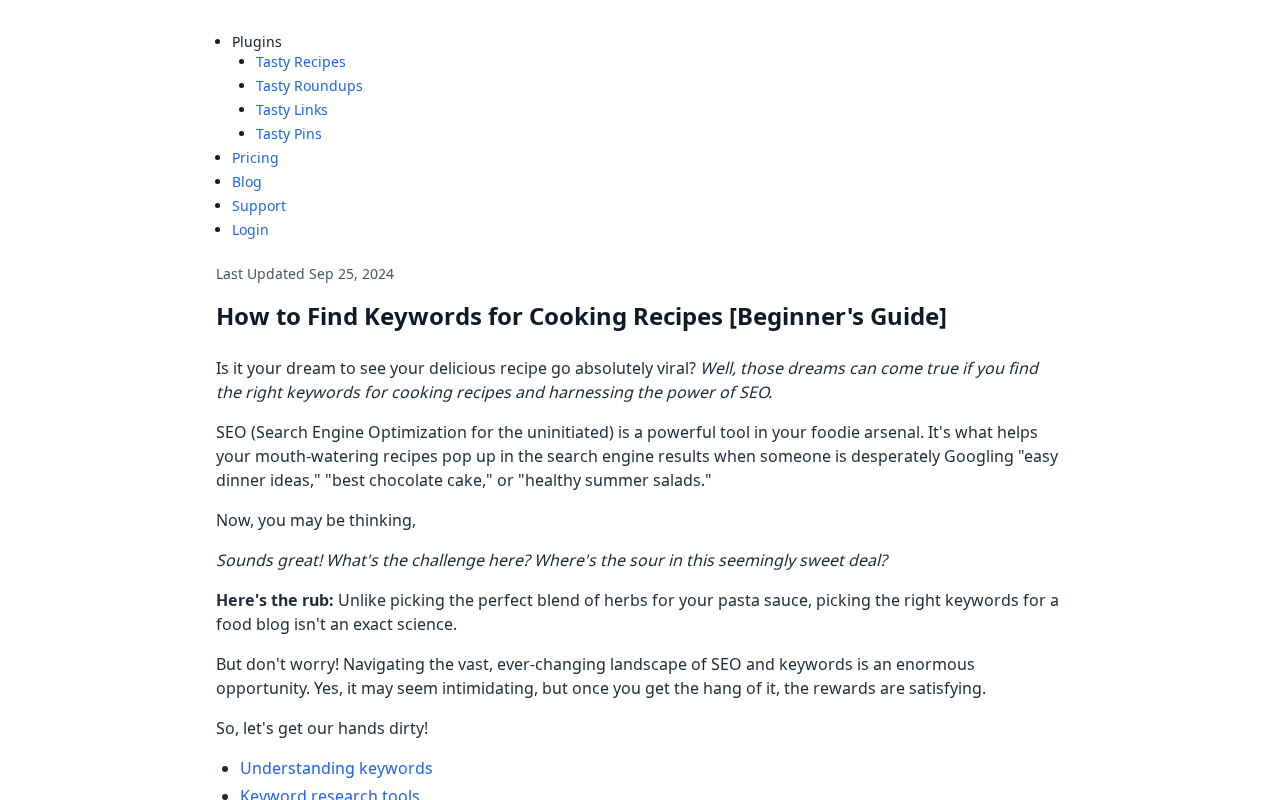 Plugins
Tasty Recipes
Tasty Roundups
Tasty Links
Tasty Pins
Pricing
Blog
Support
Login
Last Updated Sep 25, 2024
How to Find Keywords for Cooking Recipes [Beginner's Guide]
Is it your dream to see your delicious recipe go absolutely viral? Well, those dreams can come true if you find
the right keywords for cooking recipes and harnessing the power of SEO.
SEO (Search Engine Optimization for the uninitiated) is a powerful tool in your foodie arsenal. It's what helps
your mouth-watering recipes pop up in the search engine results when someone is desperately Googling "easy
dinner ideas," "best chocolate cake," or "healthy summer salads."
Now, you may be thinking,
Sounds great! What's the challenge here? Where's the sour in this seemingly sweet deal?
Here's the rub: Unlike picking the perfect blend of herbs for your pasta sauce, picking the right keywords for a
food blog isn't an exact science.
But don't worry! Navigating the vast, ever-changing landscape of SEO and keywords is an enormous
opportunity. Yes, it may seem intimidating, but once you get the hang of it, the rewards are satisfying.
So, let's get our hands dirty!
Understanding keywords
Keyword research tools